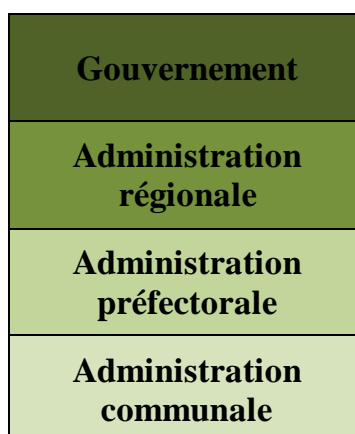 Gouvernement
Administration
régionale
Administration
préfectorale
Administration
communale